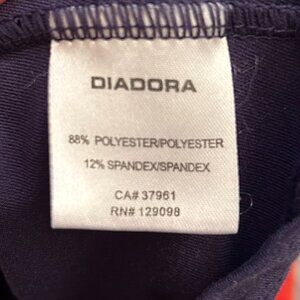 DIADORA
88% POLYESTER/POLYESTER
12% SPANDEX/SPANDEX
CA# 37961
RN# 129098